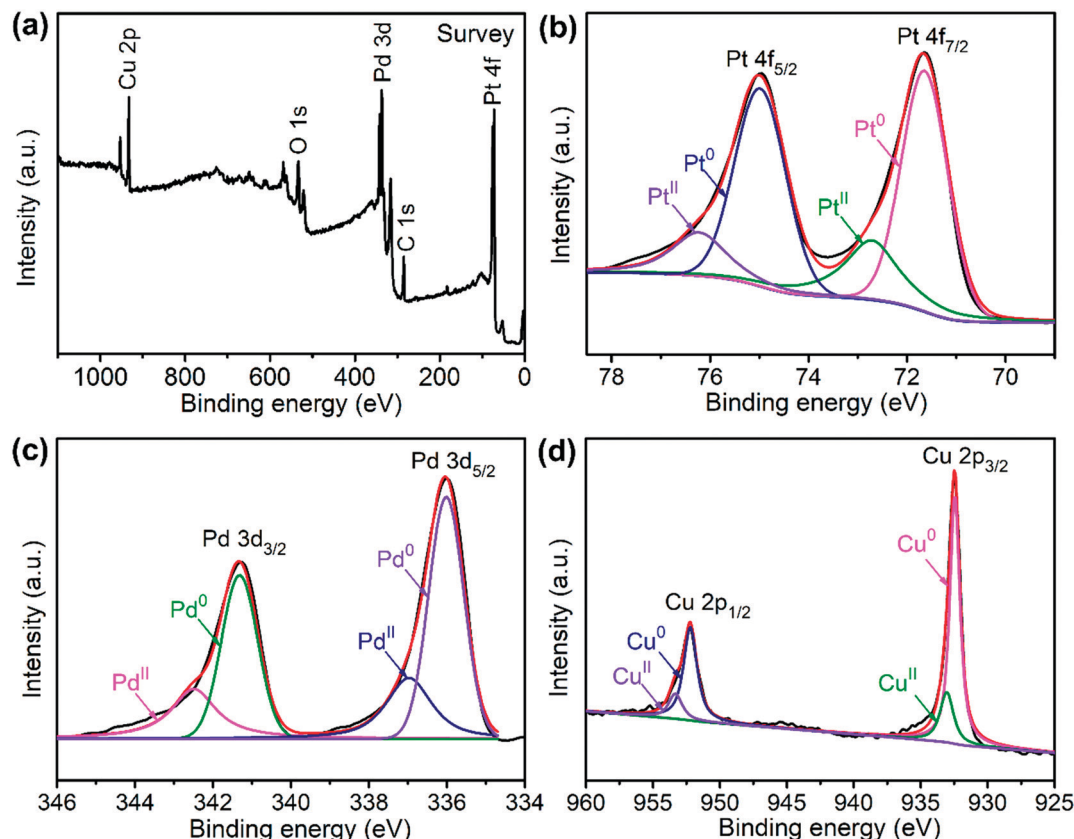 (a)
Survey
Cu 2p
O 1s
C 1s
Pd 3d
Pt 4f
Intensity (a.u.)
1000 800 600 400 200 0
Binding energy (eV)
(b)
Pt 4f5/2
Pt 4f7/2
Pt0
PtII
Pt0
PtII
Intensity (a.u.)
78 76 74 72 70
Binding energy (eV)
(c)
Pd 3d5/2
Pd 3d3/2
Pd0
PdII
Pd0
PdII
Intensity (a.u.)
346 344 342 340 338 336 334
Binding energy (eV)
(d)
Cu 2p3/2
Cu 2p1/2
Cu0
CuII
Cu0
CuII
Intensity (a.u.)
960 955 950 945 940 935 930 925
Binding energy (eV)